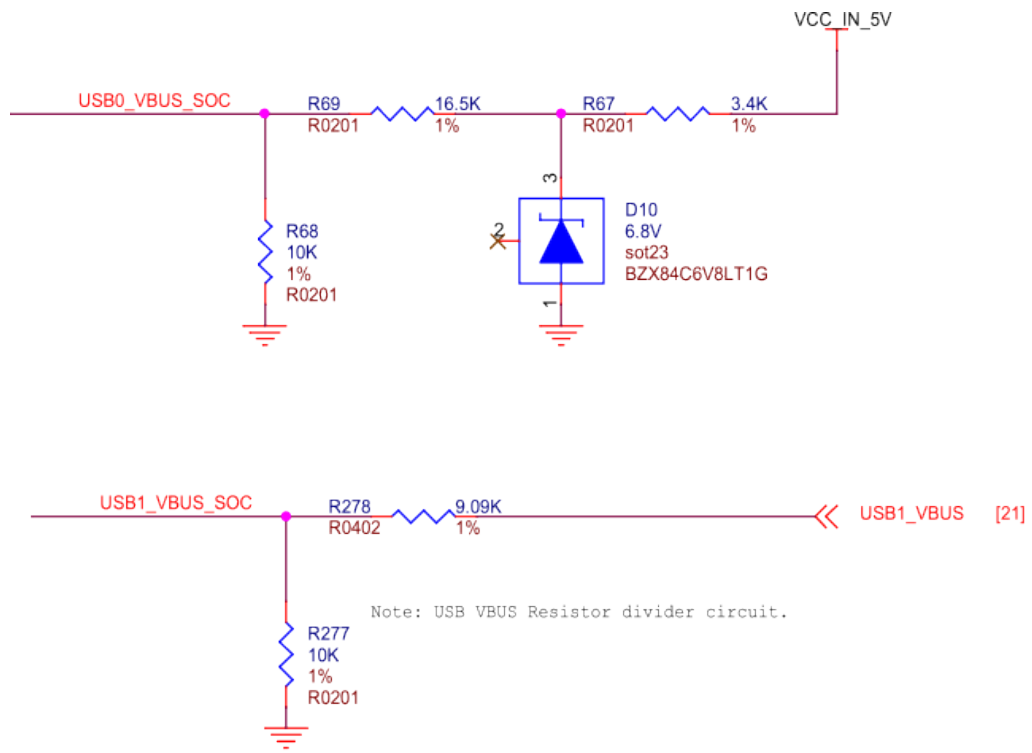 VCC_IN_5V
USB0_VBUS_SOC
R69
16.5K
R0201
1%
R67
3.4K
R0201
1%
3
2
D10
6.8V
sot23
BZX84C6V8LT1G
1
R68
10K
1%
R0201
USB1_VBUS_SOC
R278
9.09K
R0402
1%
USB1_VBUS [21]
Note: USB VBUS Resistor divider circuit.
R277
10K
1%
R0201